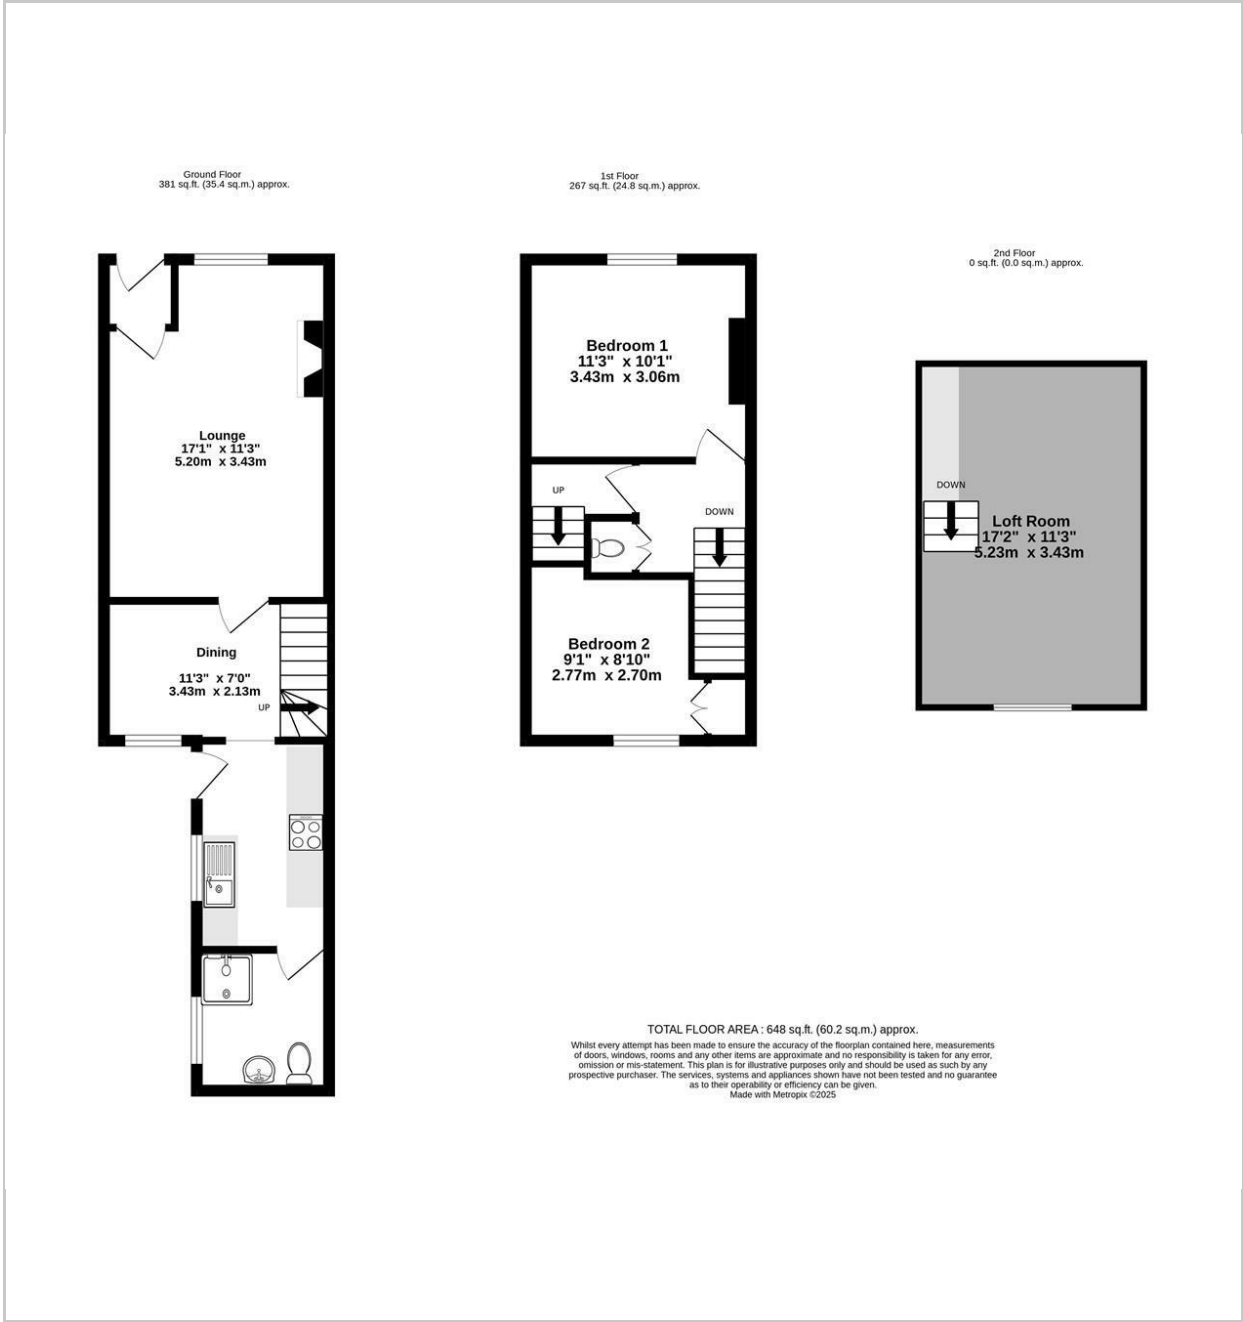 Ground Floor
381 sq.ft. (35.4 sq.m.) approx.
1st Floor
267 sq.ft. (24.8 sq.m.) approx.
2nd Floor
0 sq.ft. (0.0 sq.m.) approx.
Lounge
17'1" x 11'3"
5.20m x 3.43m
Dining
11'3" x 7'0"
3.43m x 2.13m
UP
Bedroom 1
11'3" x 10'1"
3.43m x 3.06m
UP
DOWN
Bedroom 2
9'1" x 8'10"
2.77m x 2.70m
DOWN
Loft Room
17'2" x 11'3"
5.23m x 3.43m
TOTAL FLOOR AREA : 648 sq.ft. (60.2 sq.m.) approx.
Whilst every attempt has been made to ensure the accuracy of the floorplan contained here, measurements
of doors, windows, rooms and any other items are approximate and no responsibility is taken for any error,
omission or mis-statement. This plan is for illustrative purposes only and should be used as such by any
prospective purchaser. The services, systems and appliances shown have not been tested and no guarantee
as to their operability or efficiency can be given.
Made with Metropix ©2025